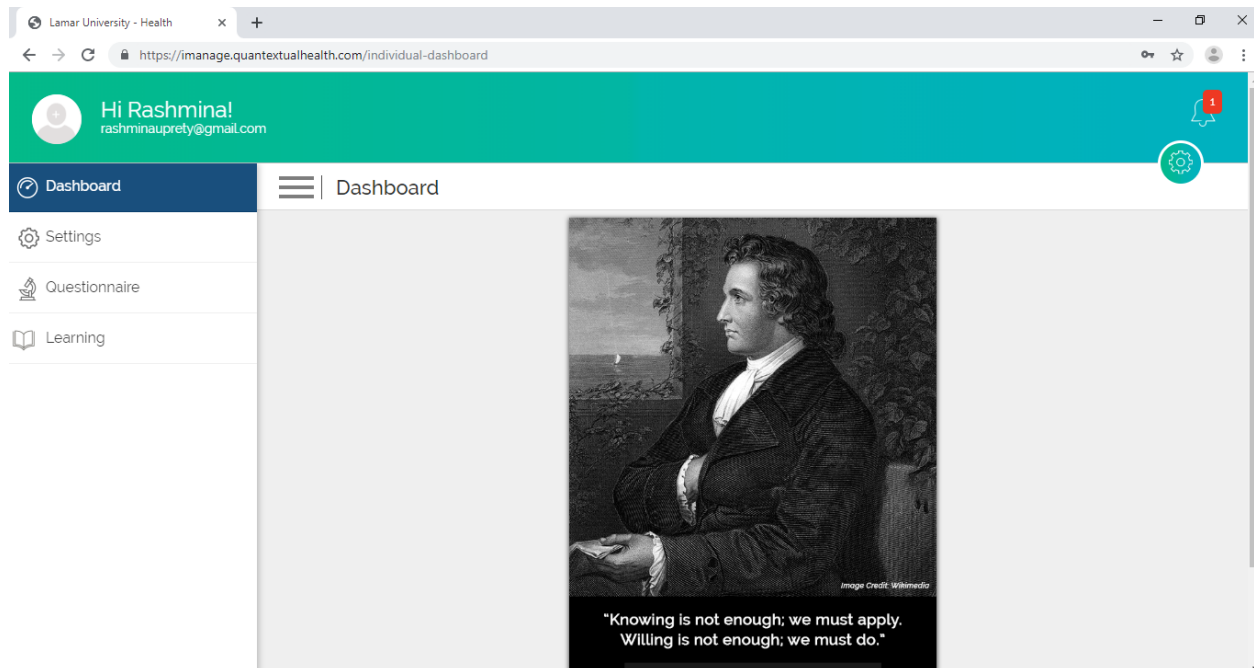 Lamar University - Health
https://imanage.quantextualhealth.com/individual-dashboard
Hi Rashmina!
rashminauprety@gmail.com
1
Dashboard
Dashboard
Settings
Questionnaire
Learning
Image Credit: Wikimedia
"Knowing is not enough; we must apply.
Willing is not enough; we must do."